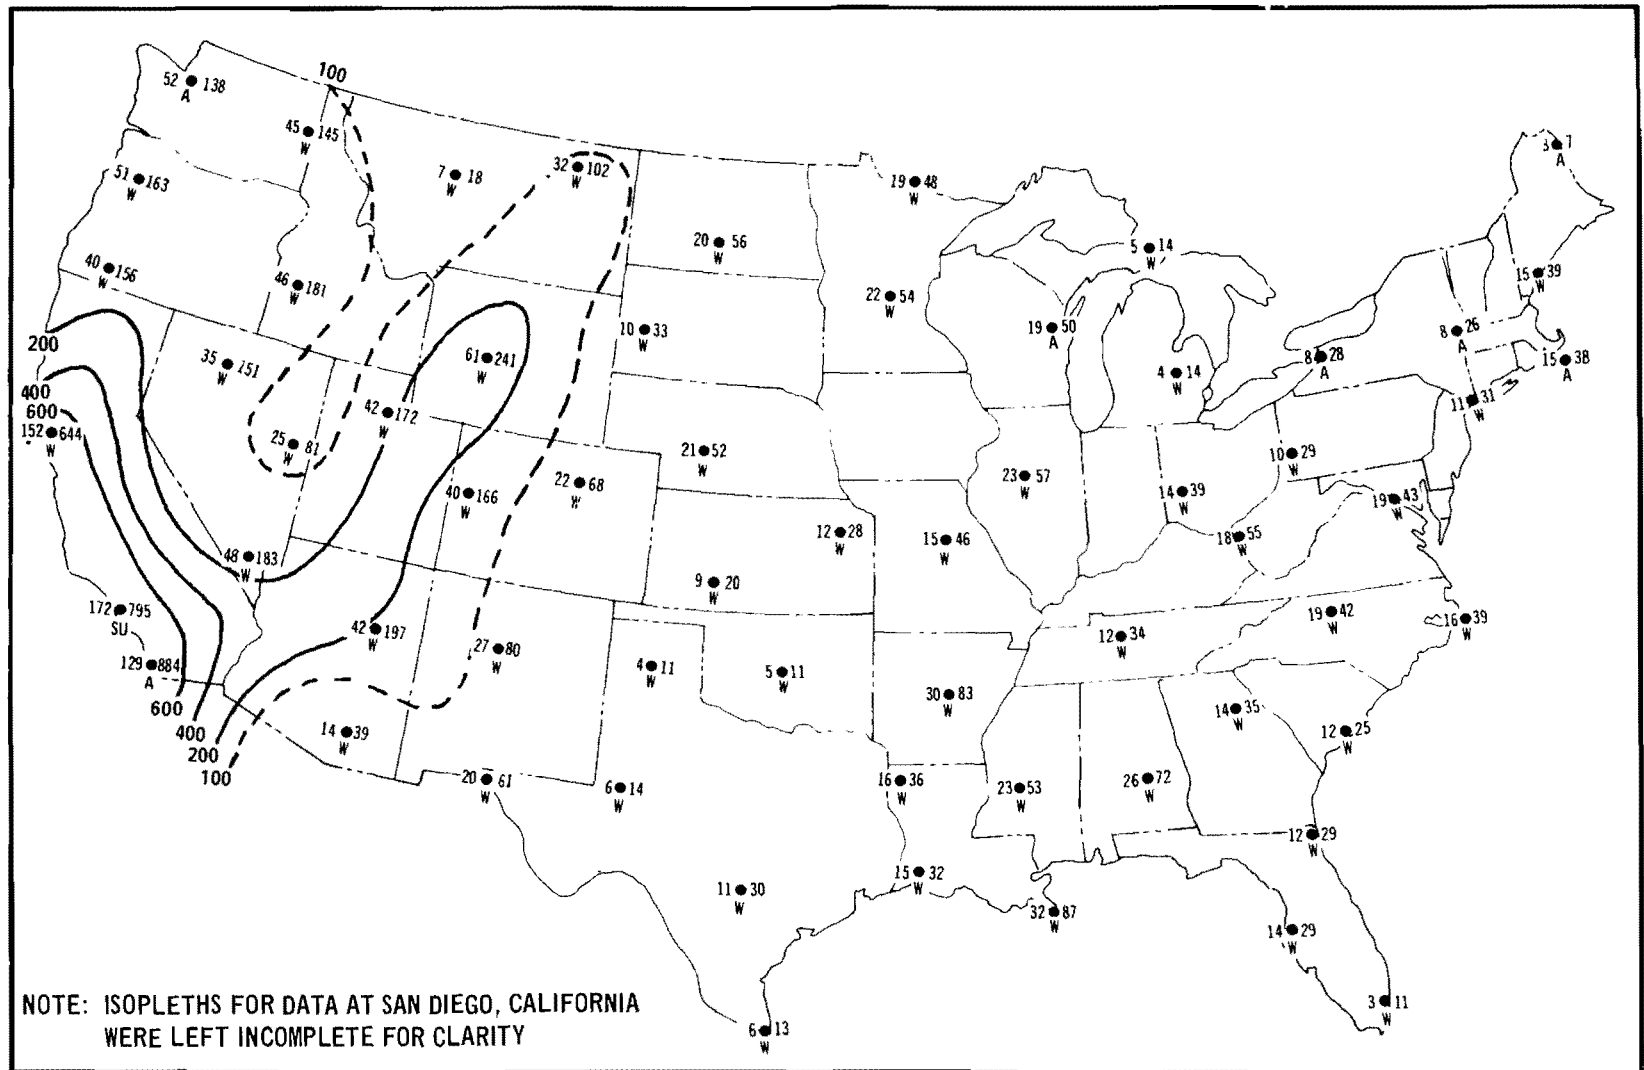 100
52 138
A
45 145
W
51 163
W
7 18
W
32 102
W
19 48
W
3 7
A
20 56
W
5 14
W
40 156
W
46 181
W
22 54
W
15 39
W
10 33
W
19 50
A
8 26
A
8 28
A
15 38
A
200
35 151
W
61 241
W
4 14
W
400
600
42 172
W
11 31
W
152 644
W
25 81
W
21 52
W
10 29
W
40 166
W
22 68
W
23 57
W
14 39
W
19 43
W
12 28
W
15 46
W
18 55
W
48 183
W
9 20
W
172 795
SU
42 197
W
27 80
W
12 34
W
19 42
W
16 39
W
129 884
A
4 11
W
5 11
W
30 83
W
14 35
W
600
400
200
100
14 39
W
12 25
W
20 61
W
6 14
W
16 36
W
23 53
W
26 72
W
12 29
W
11 30
W
15 32
W
32 87
W
14 29
W
3 11
W
6 13
W
NOTE: ISOPLETHS FOR DATA AT SAN DIEGO, CALIFORNIA
WERE LEFT INCOMPLETE FOR CLARITY